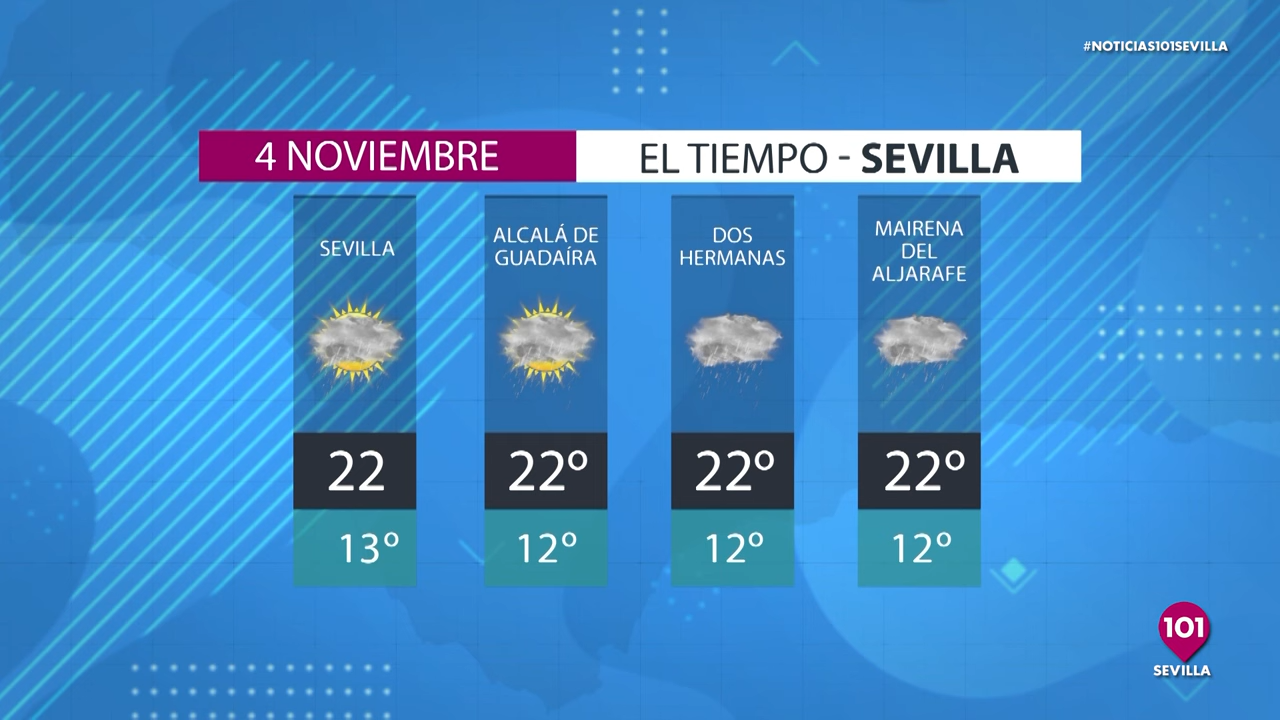 #NOTICIAS101SEVILLA
4 NOVIEMBRE
EL TIEMPO - SEVILLA
SEVILLA
22
13º
ALCALÁ DE
GUADAÍRA
22º
12º
DOS
HERMANAS
22º
12º
MAIRENA
DEL
ALJARAFE
22º
12º
101
SEVILLA